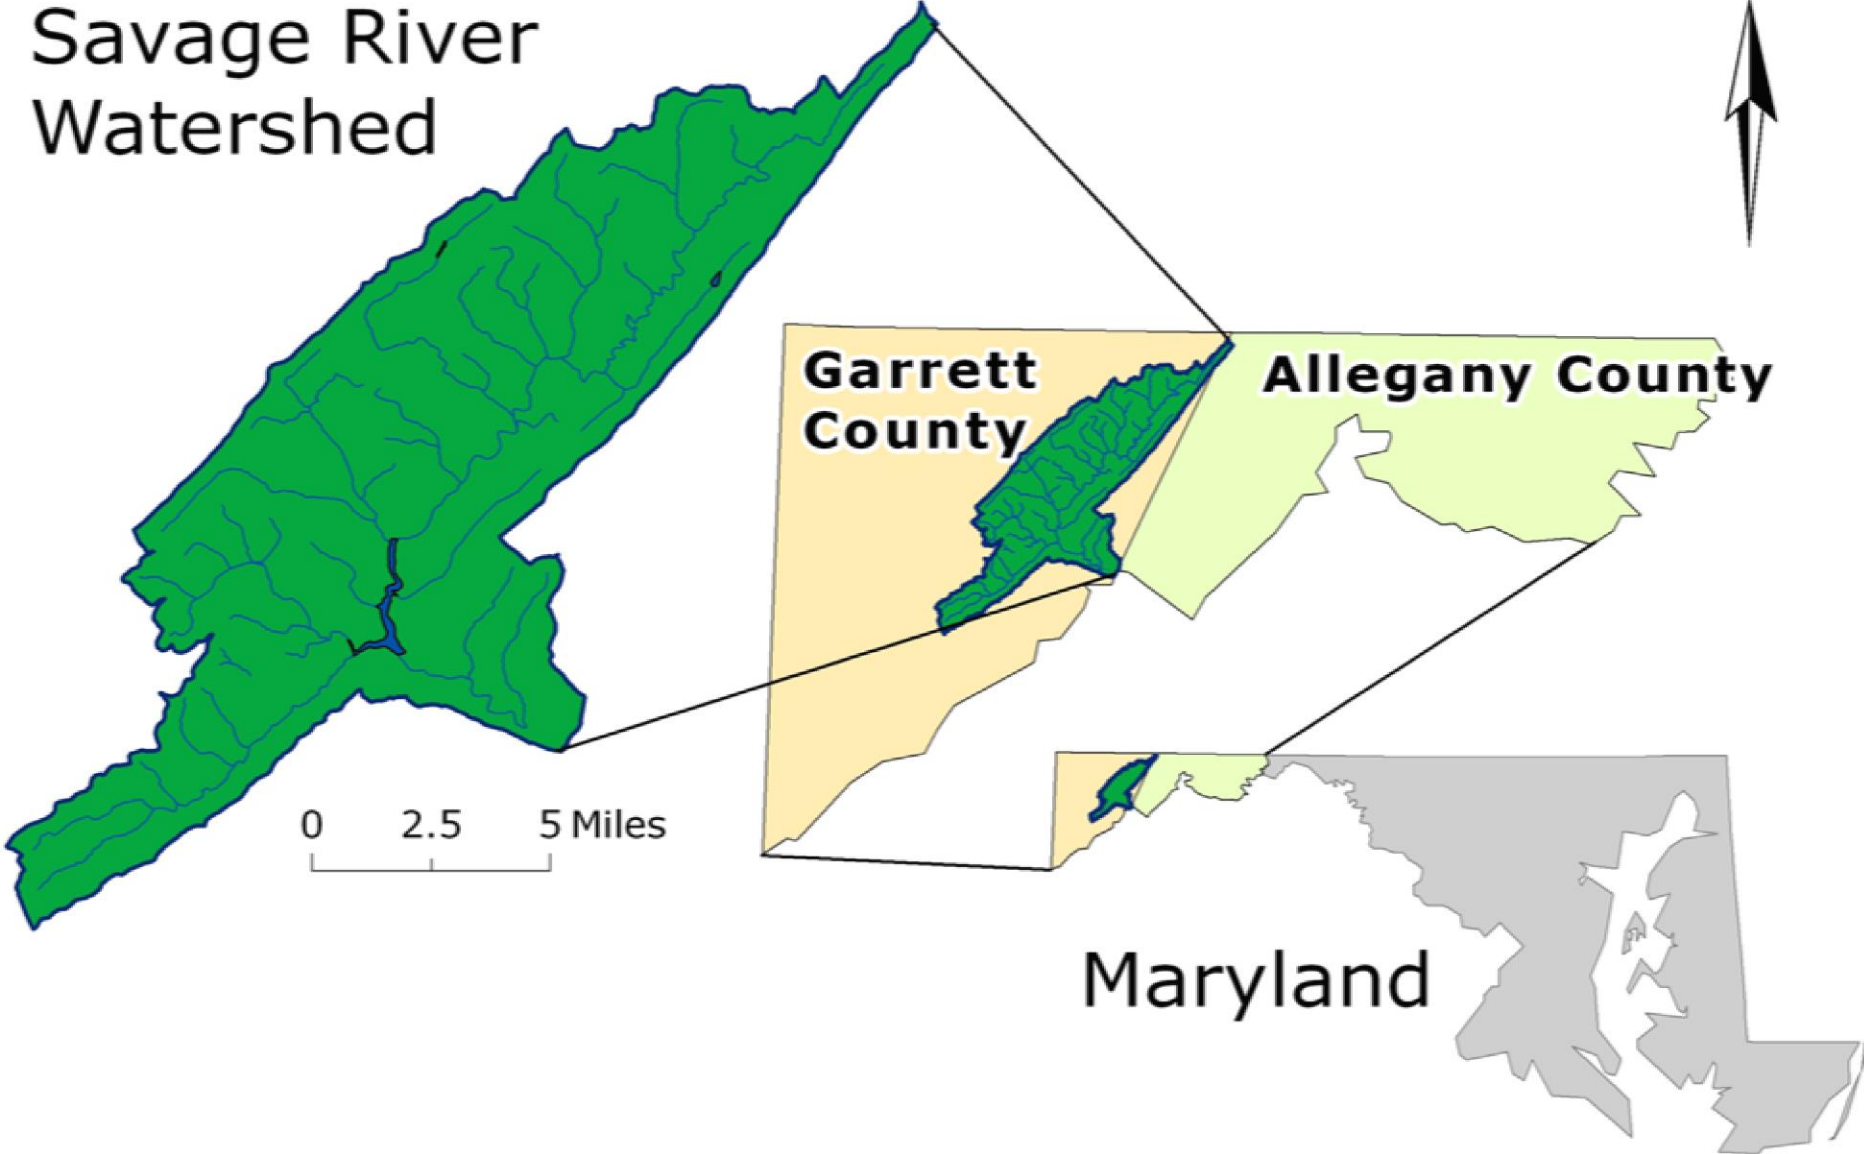 Savage River
Watershed
Garrett
County
Allegany County
0 2.5 5 Miles
Maryland